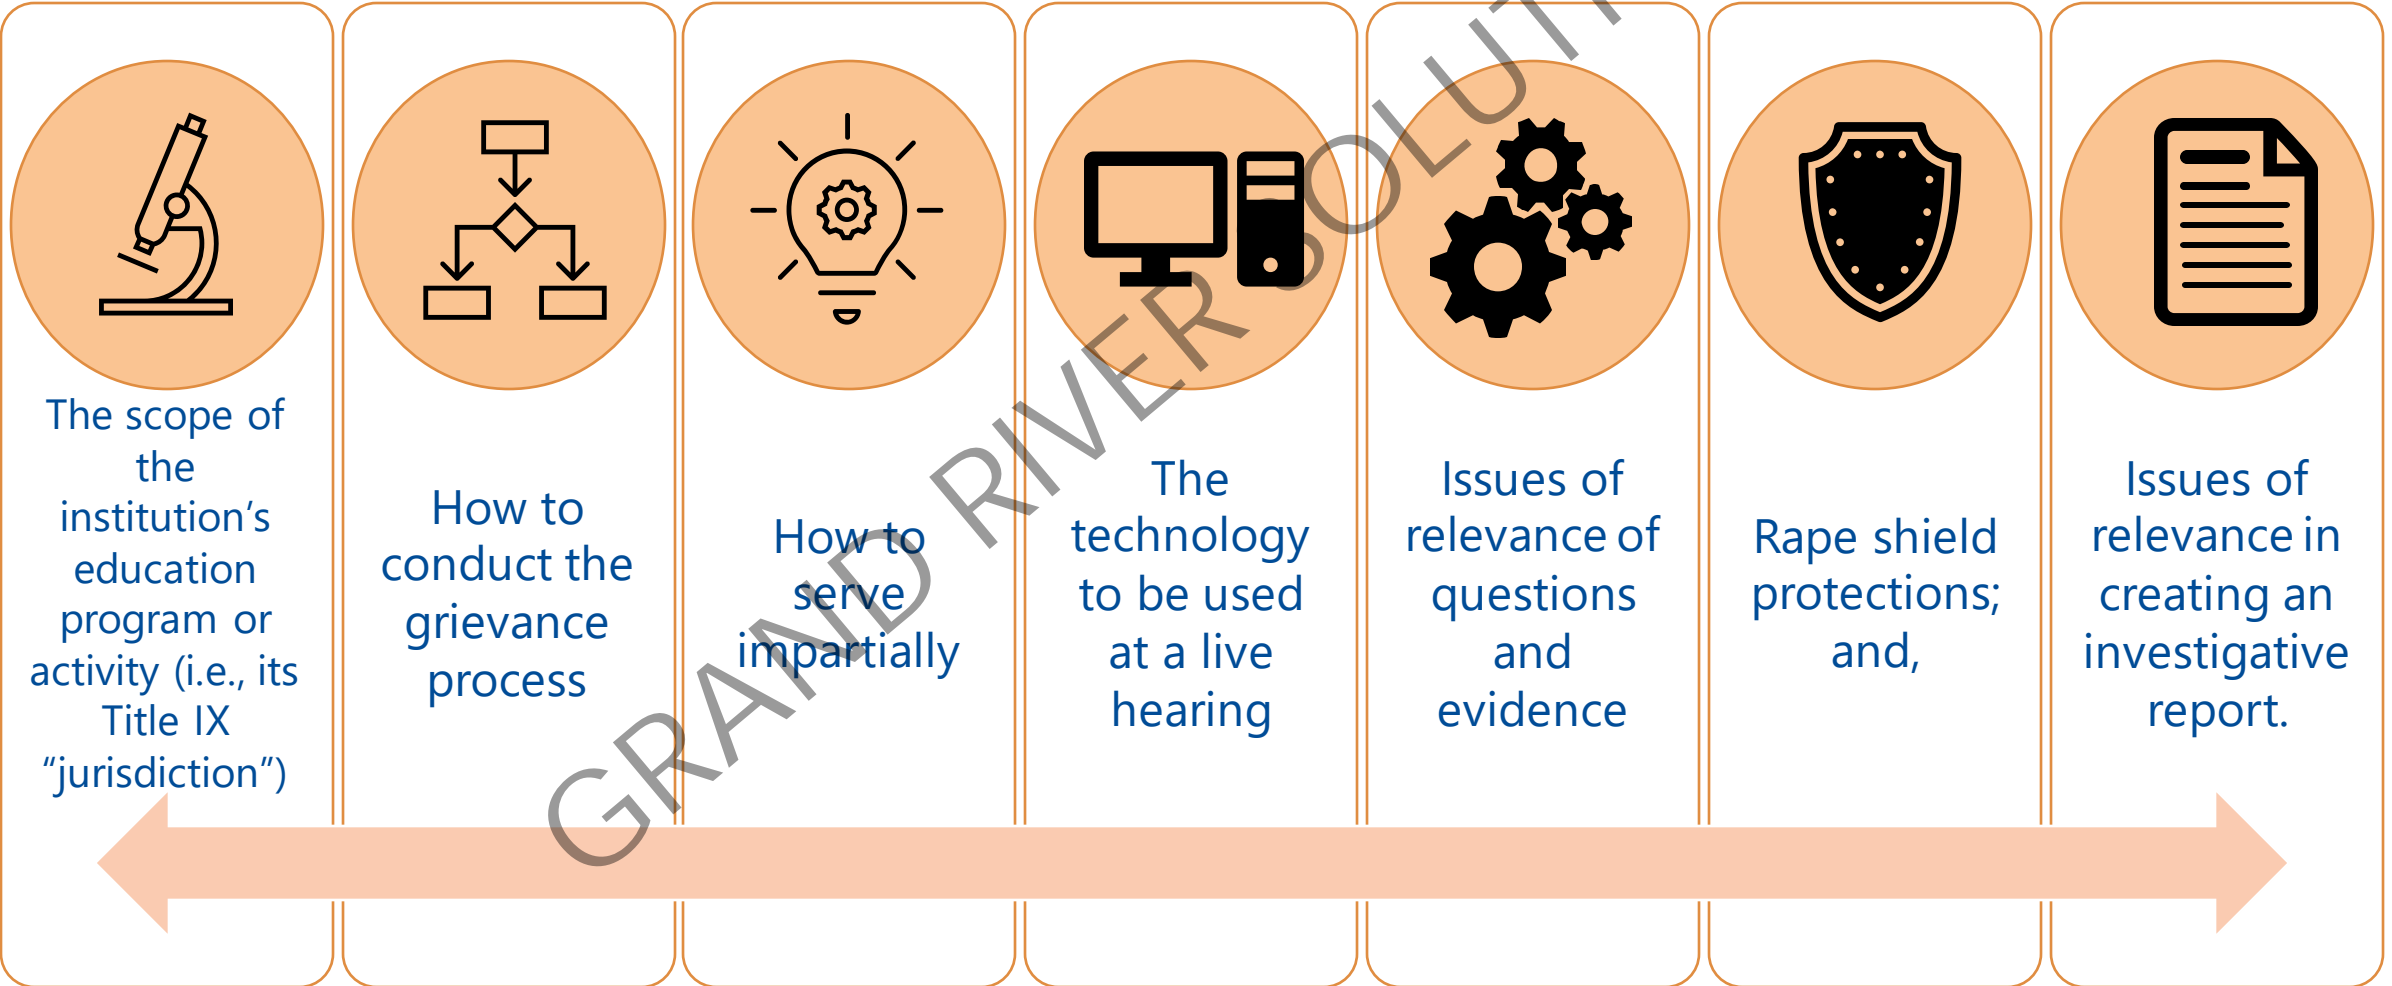 The scope of
the
institution’s
education
program or
activity (i.e., its
Title IX
“jurisdiction”)
How to
conduct the
grievance
process
How to
serve
impartially
The
technology
to be used
at a live
hearing
Issues of
relevance of
questions
and
evidence
Rape shield
protections;
and,
Issues of
relevance in
creating an
investigative
report.
GRAND RIVER SOLUT